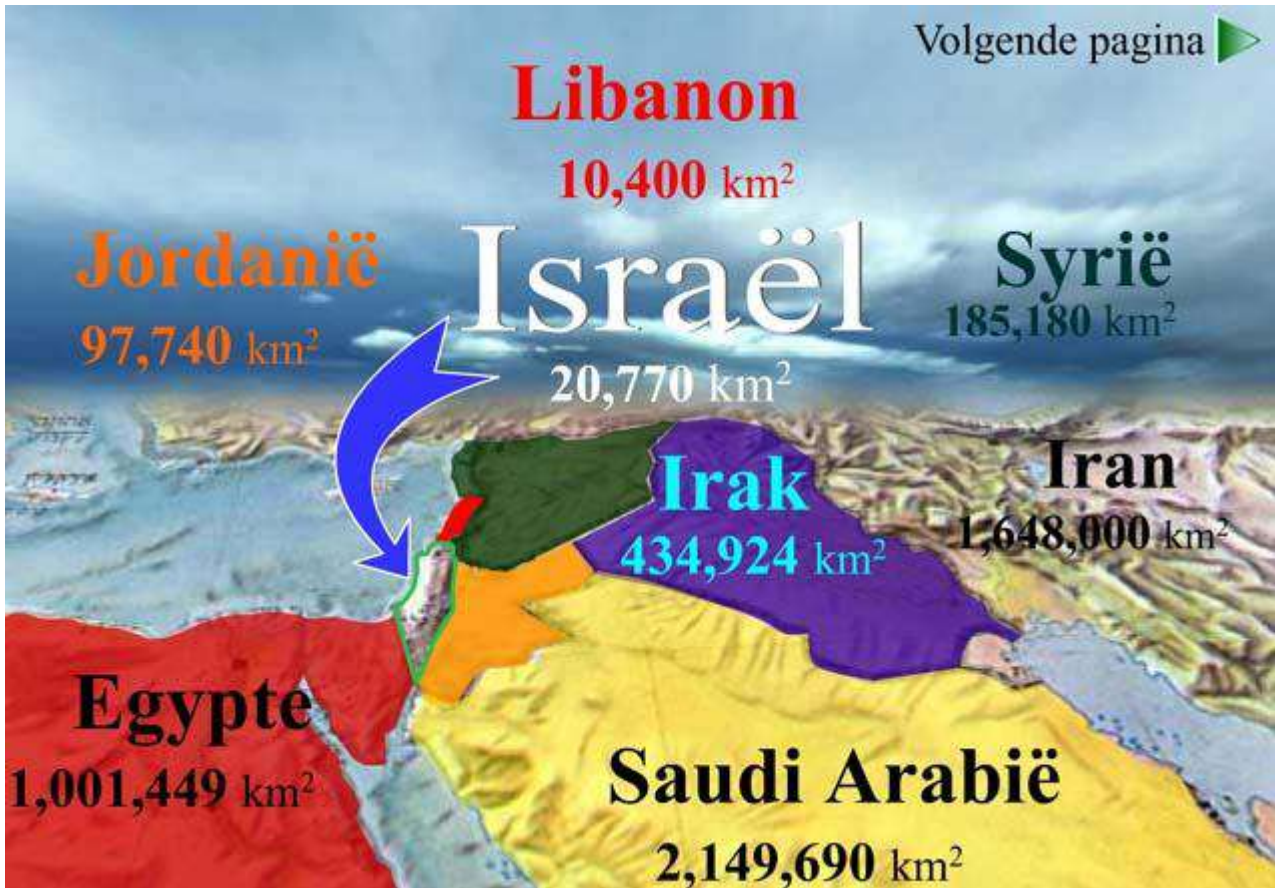 Volgende pagina
Libanon
10,400 km²
Jordanië
97,740 km²
Israël
20,770 km²
Syrië
185,180 km²
Irak
434,924 km²
Iran
1,648,000 km²
Egypte
1,001,449 km²
Saudi Arabië
2,149,690 km²